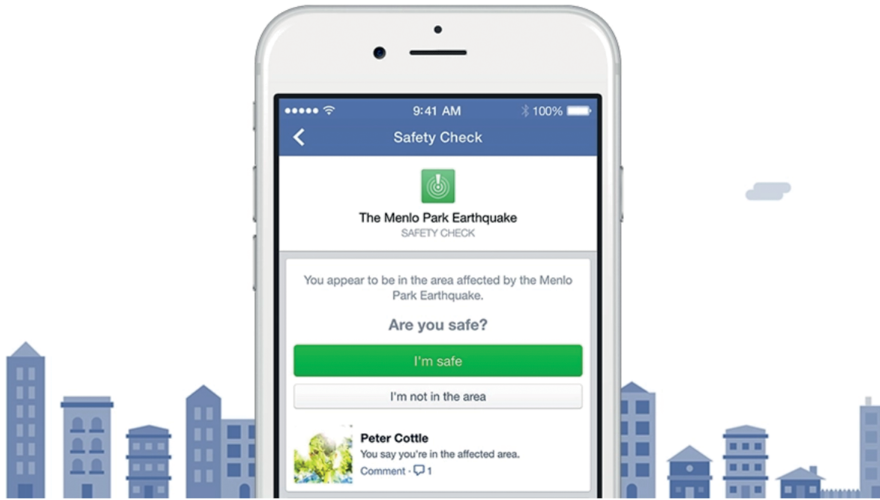 9:41 AM 100%
Safety Check
The Menlo Park Earthquake
SAFETY CHECK
You appear to be in the area affected by the Menlo
Park Earthquake.
Are you safe?
I'm safe
I'm not in the area
Peter Cottle
You say you're in the affected area.
Comment · 1